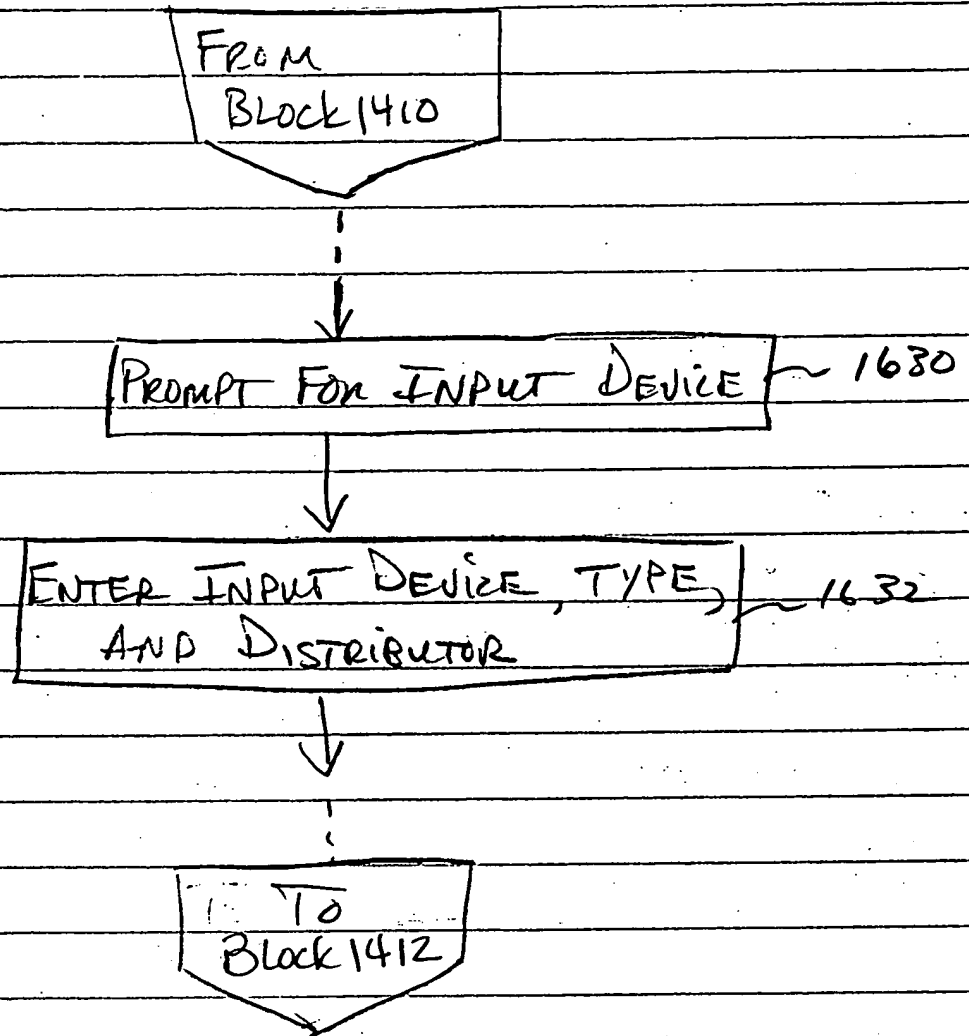 FROM
BLOCK 1410
PROMPT FOR INPUT DEVICE 1630
ENTER INPUT DEVICE, TYPE, 1632
AND DISTRIBUTOR
TO
BLOCK 1412